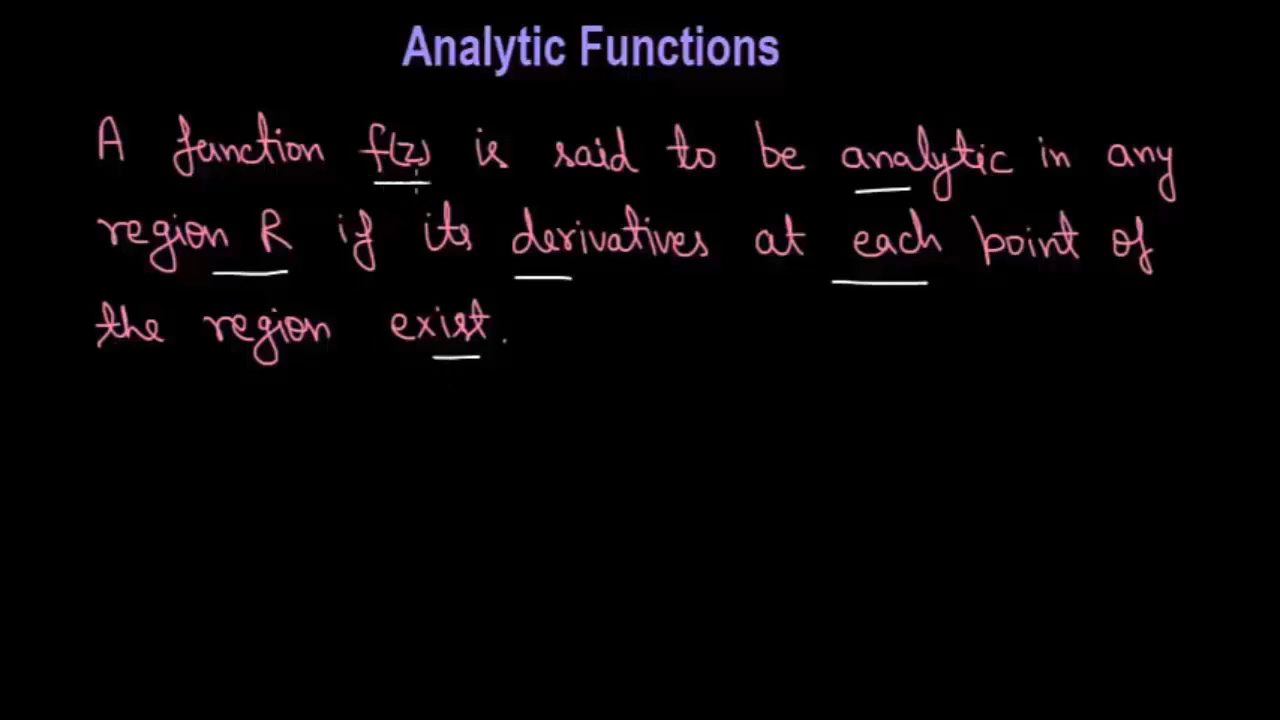 Analytic Functions
A function f(z) is said to be analytic in any
region R if its derivatives at each point of
the region exist.